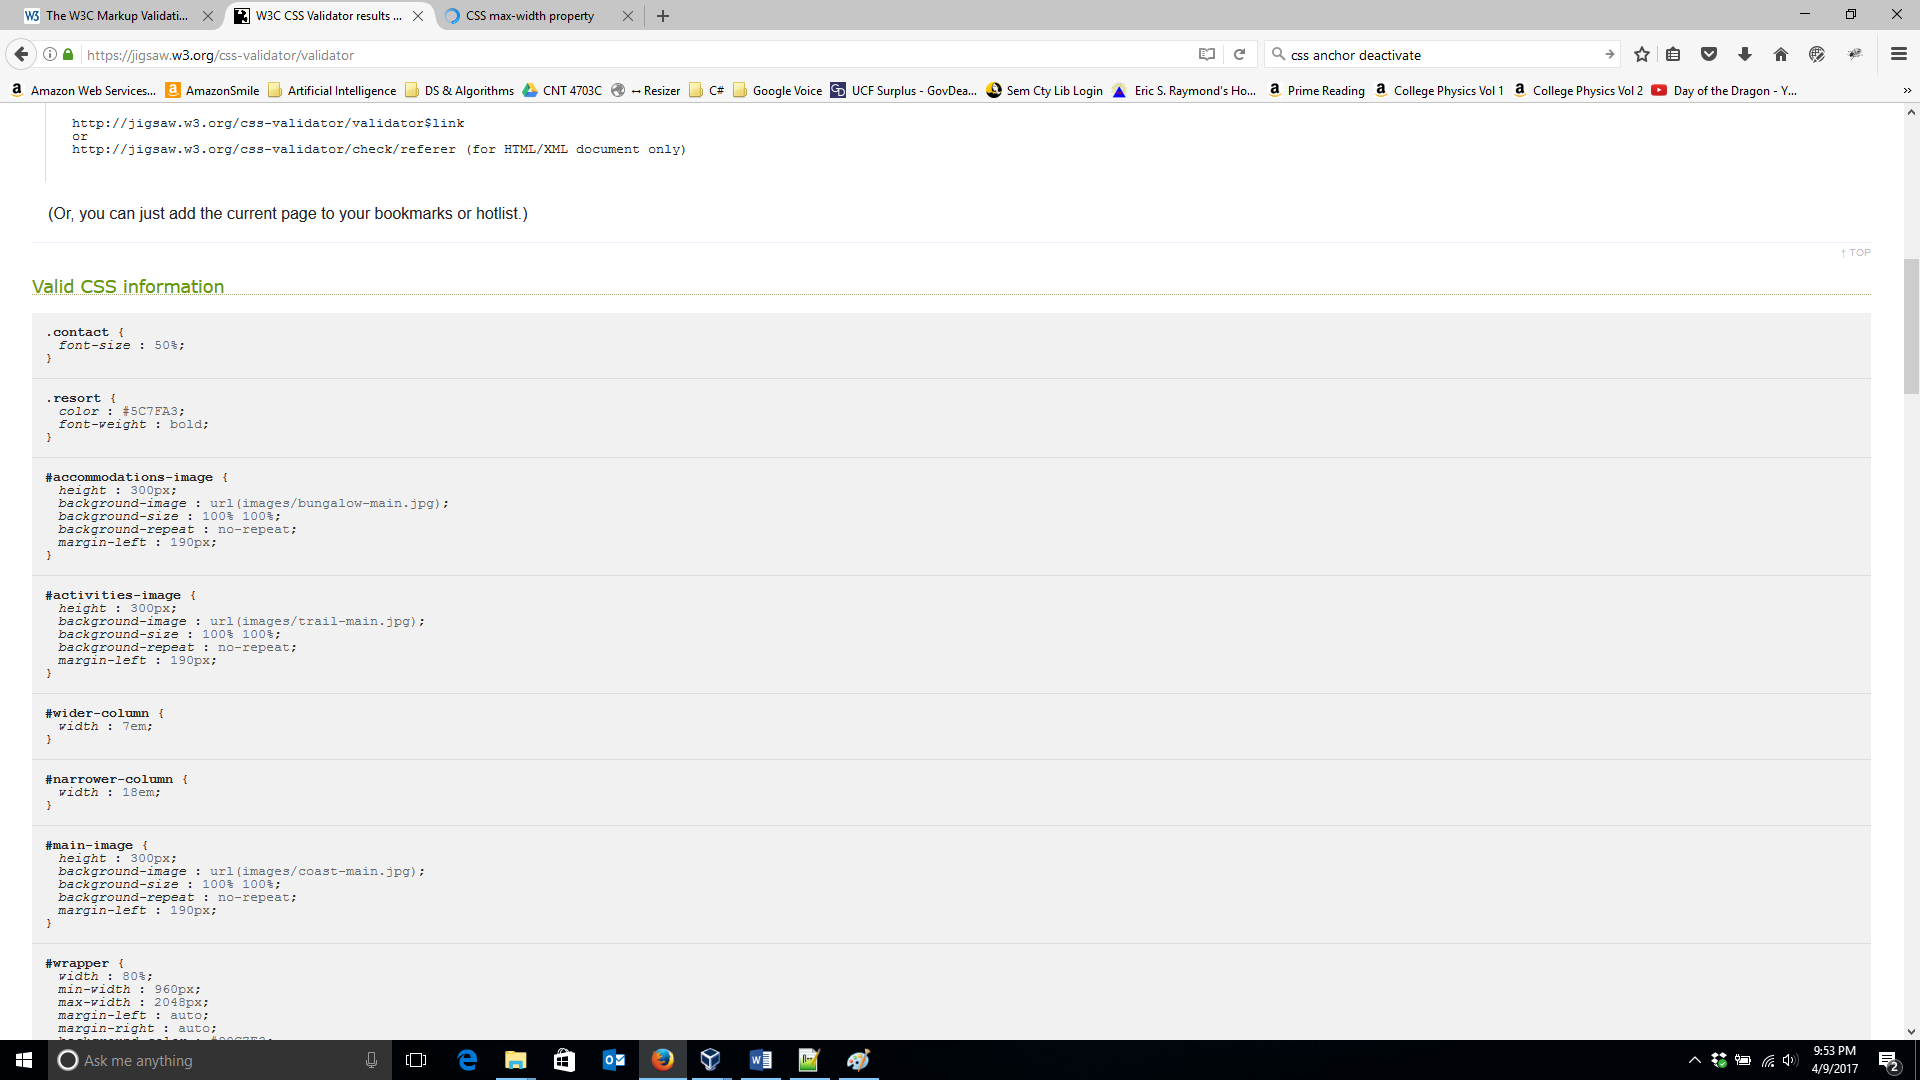 The W3C Markup Validati...
W3C CSS Validator results ...
CSS max-width property
https://jigsaw.w3.org/css-validator/validator
css anchor deactivate
Amazon Web Services...
AmazonSmile
Artificial Intelligence
DS & Algorithms
CNT 4703C
↔ Resizer
C#
Google Voice
UCF Surplus - GovDea...
Sem Cty Lib Login
Eric S. Raymond's Ho...
Prime Reading
College Physics Vol 1
College Physics Vol 2
Day of the Dragon - Y...
http://jigsaw.w3.org/css-validator/validator$link
or
http://jigsaw.w3.org/css-validator/check/referer (for HTML/XML document only)
(Or, you can just add the current page to your bookmarks or hotlist.)
↑ TOP
Valid CSS information
.contact {
font-size : 50%;
}
.resort {
color : #5C7FA3;
font-weight : bold;
}
#accommodations-image {
height : 300px;
background-image : url(images/bungalow-main.jpg);
background-size : 100% 100%;
background-repeat : no-repeat;
margin-left : 190px;
}
#activities-image {
height : 300px;
background-image : url(images/trail-main.jpg);
background-size : 100% 100%;
background-repeat : no-repeat;
margin-left : 190px;
}
#wider-column {
width : 7em;
}
#narrower-column {
width : 18em;
}
#main-image {
height : 300px;
background-image : url(images/coast-main.jpg);
background-size : 100% 100%;
background-repeat : no-repeat;
margin-left : 190px;
}
#wrapper {
width : 80%;
min-width : 960px;
max-width : 2048px;
margin-left : auto;
margin-right : auto;
Ask me anything
9:53 PM
4/9/2017
2